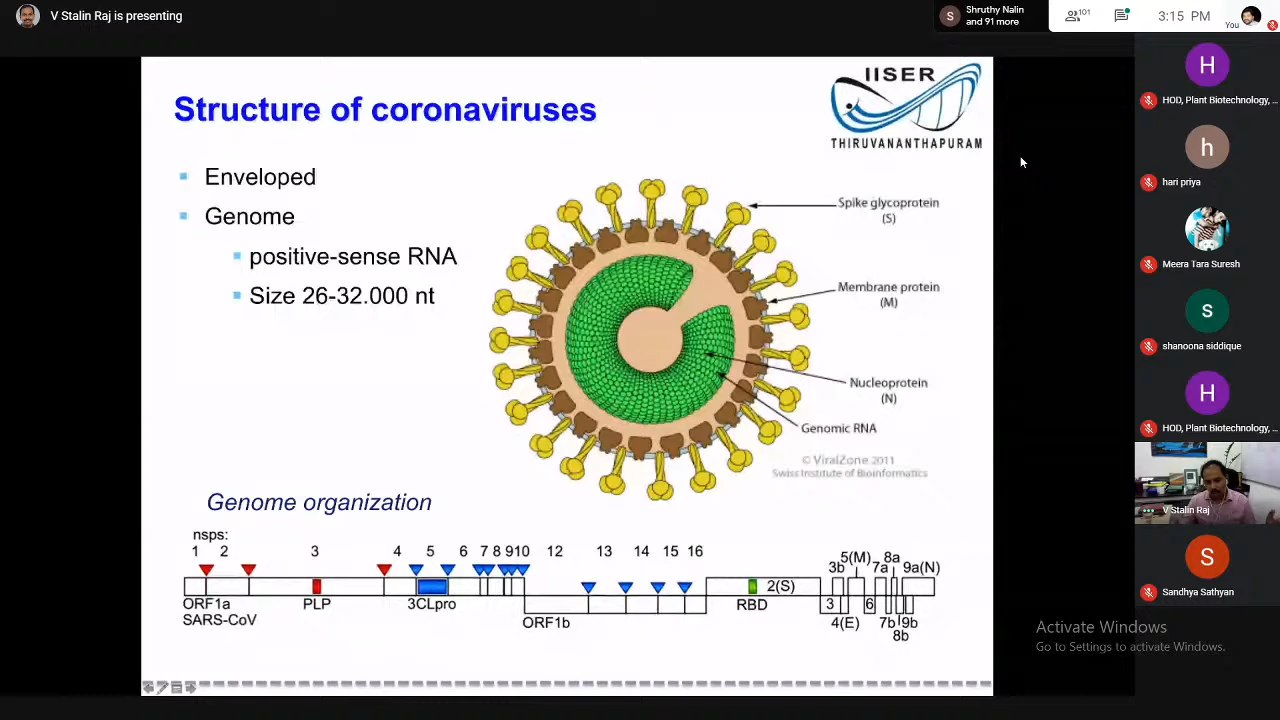 V Stalin Raj is presenting
Shruthy Nalin
and 91 more
101
3:15 PM
You
Structure of coronaviruses
IISER
THIRUVANANTHAPURAM
Enveloped
Genome
positive-sense RNA
Size 26-32.000 nt
Spike glycoprotein
(S)
Membrane protein
(M)
Nucleoprotein
(N)
Genomic RNA
© ViralZone 2011
Swiss Institute of Bioinformatics
Genome organization
nsps:
1 2 3 4 5 6 7 8 9 10 12 13 14 15 16
5(M) 8a
3b 7a 9a(N)
2(S)
ORF1a PLP 3CLpro RBD 3 6
SARS-CoV ORF1b 4(E) 7b 9b
8b
H
HOD, Plant Biotechnology, ...
h
hari priya
Meera Tara Suresh
s
shanoona siddique
H
HOD, Plant Biotechnology, ...
V Stalin Raj
S
Sandhya Sathyan
Activate Windows
Go to Settings to activate Windows.